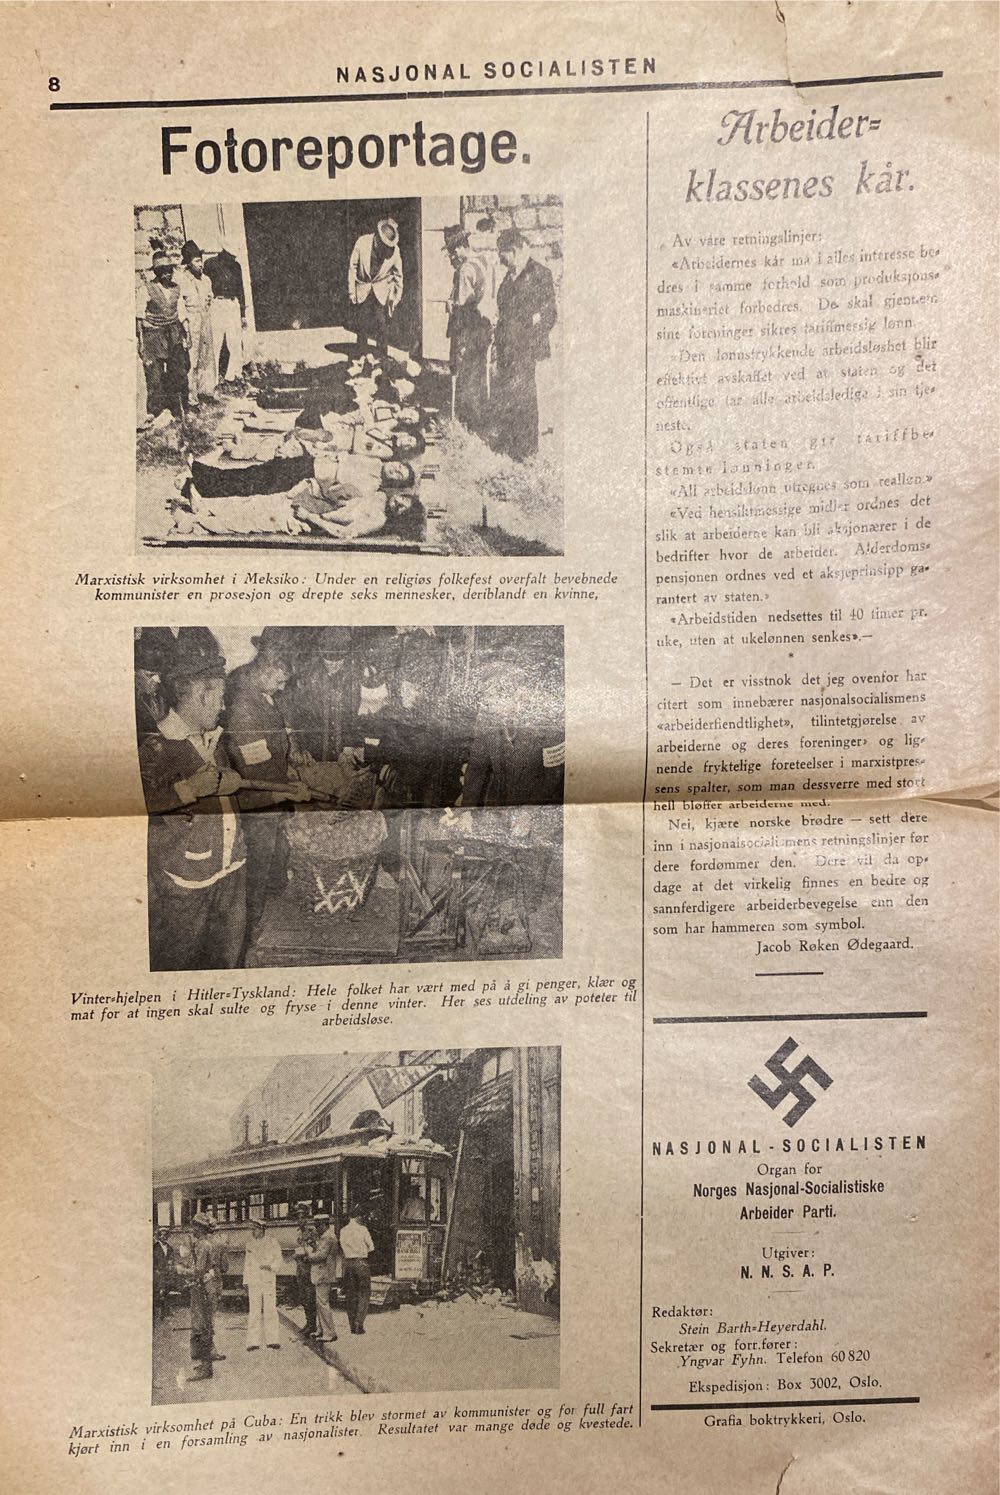 8
NASJONAL SOCIALISTEN
Fotoreportage.
Marxistisk virksomhet i Meksiko: Under en religiøs folkefest overfalt bevebnede
kommunister en prosesjon og drepte seks mennesker, deriblandt en kvinne,
Vinter=hjelpen i Hitler=Tyskland: Hele folket har vært med på å gi penger, klær og
mat for at ingen skal sulte og fryse i denne vinter. Her ses utdeling av poteter til
arbeidsløse.
V7
Marxistisk virksomhet på Cuba: En trikk blev stormet av kommunister og for full fart
kjørt inn i en forsamling av nasjonalister. Resultatet var mange døde og kvestede.
Arbeider=
klassenes kår.
Av våre retningslinjer:
«Arbeidernes kår må i alles interesse be=
dres i samme forhold som produksjons=
maskineriet forbedres. De skal gjennem
sine foreninger sikres tariffmessig lønn.
»Den lønnstrykkende arbeidsløshet blir
effektivt avskaffet ved at staten og det
offentlige tar alle arbeidsledige i sin tje=
neste.
Også staten gir tariffbe=
stemte lønninger.
«All arbeidslønn utregnes som reallønn.»
«Ved hensiktmessige midler ordnes det
slik at arbeiderne kan bli aksjonærer i de
bedrifter hvor de arbeider. Alderdoms=
pensjonen ordnes ved et aksjeprinsipp ga=
rantert av staten.»
«Arbeidstiden nedsettes til 40 timer pr.
uke, uten at ukelønnen senkes».—
*
— Det er visstnok det jeg ovenfor har
citert som innebærer nasjonalsocialismens
«arbeiderfiendtlighet», tilintetgjørelse av
arbeiderne og deres foreninger» og lig=
nende fryktelige foreteelser i marxistpres=
sens spalter, som man dessverre med stort
hell bløffer arbeiderne med.
Nei, kjære norske brødre — sett dere
inn i nasjonalsocialismens retningslinjer før
dere fordømmer den. Dere vil da op=
dage at det virkelig finnes en bedre og
sannferdigere arbeiderbevegelse enn den
som har hammeren som symbol.
Jacob Røken Ødegaard.
NASJONAL-SOCIALISTEN
Organ for
Norges Nasjonal-Socialistiske
Arbeider Parti.
Utgiver:
N. N. S. A. P.
Redaktør:
Stein Barth=Heyerdahl.
Sekretær og forr.fører:
Yngvar Fyhn. Telefon 60 820
Ekspedisjon: Box 3002, Oslo.
Grafia boktrykkeri, Oslo.